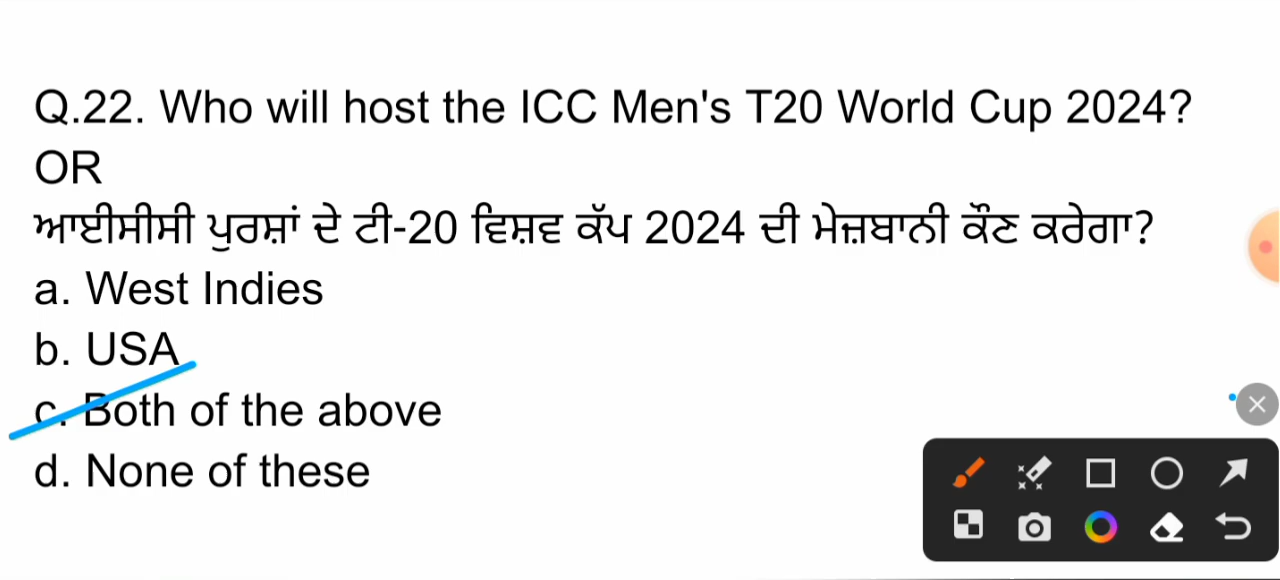 Q.22. Who will host the ICC Men's T20 World Cup 2024?
OR
ਆਈਸੀਸੀ ਪੁਰਸ਼ਾਂ ਦੇ ਟੀ-20 ਵਿਸ਼ਵ ਕੱਪ 2024 ਦੀ ਮੇਜ਼ਬਾਨੀ ਕੌਣ ਕਰੇਗਾ?
a. West Indies
b. USA
c. Both of the above
d. None of these